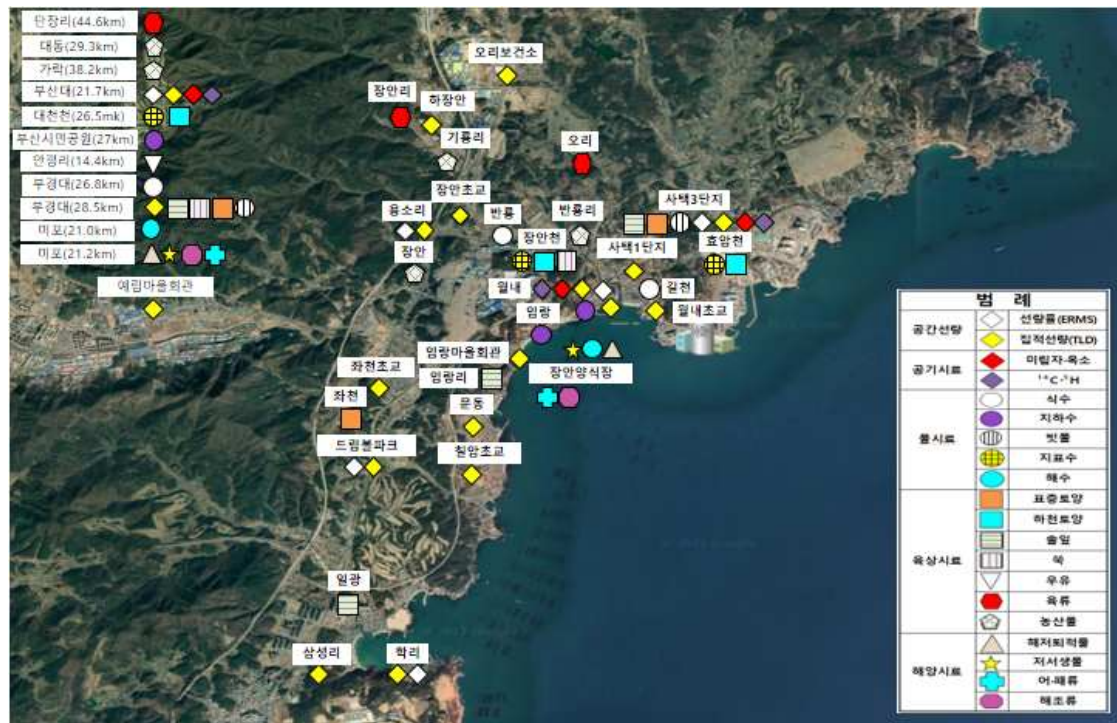 단장리(44.6km)
대동(29.3km)
가락(38.2km)
부산대(21.7km)
대천천(26.5mk)
부산시민공원(27km)
안평리(14.4km)
부경대(26.8km)
부경대(28.5km)
미포(21.0km)
미포(21.2km)
예림마을회관
오리보건소
장안리
하장안
기룡리
오리
장안초교
용소리
장안
반룡
반룡리
장안천
사택3단지
사택1단지
효암천
월내
길천
임랑
월내초교
임랑마을회관
임랑리
장안양식장
좌천초교
좌천
문동
드림볼파크
칠암초교
일광
삼성리
학리
범 례
공간선량
선량률(ERMS)
집적선량(TLD)
공기시료
미립자·옥소
¹⁴C·³H
물시료
식수
지하수
빗물
지표수
해수
육상시료
표층토양
하천토양
솔잎
쑥
우유
육류
농산물
해양시료
해저퇴적물
저서생물
어·패류
해조류